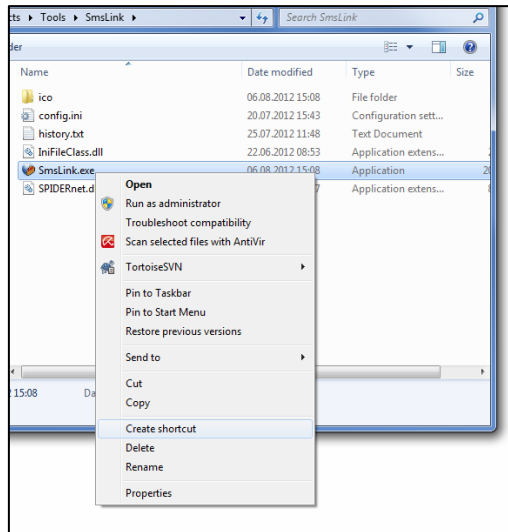 cts ▸ Tools ▸ SmsLink ▸ Search SmsLink
der
Name Date modified Type Size
ico 06.08.2012 15:08 File folder
config.ini 20.07.2012 15:43 Configuration sett...
history.txt 25.07.2012 11:48 Text Document
IniFileClass.dll 22.06.2012 08:53 Application extens...
SmsLink.exe 06.08.2012 15:08 Application 20
SPIDERnet.d 7 Application extens...
Open
Run as administrator
Troubleshoot compatibility
Scan selected files with AntiVir
TortoiseSVN
Pin to Taskbar
Pin to Start Menu
Restore previous versions
Send to
15:08 Da
Cut
Copy
Create shortcut
Delete
Rename
Properties